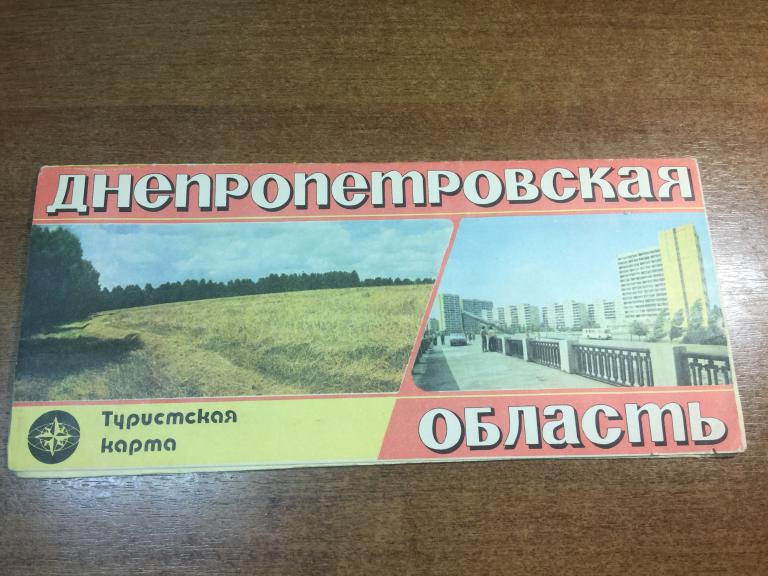 Днепропетровская
Туристская
карта
область